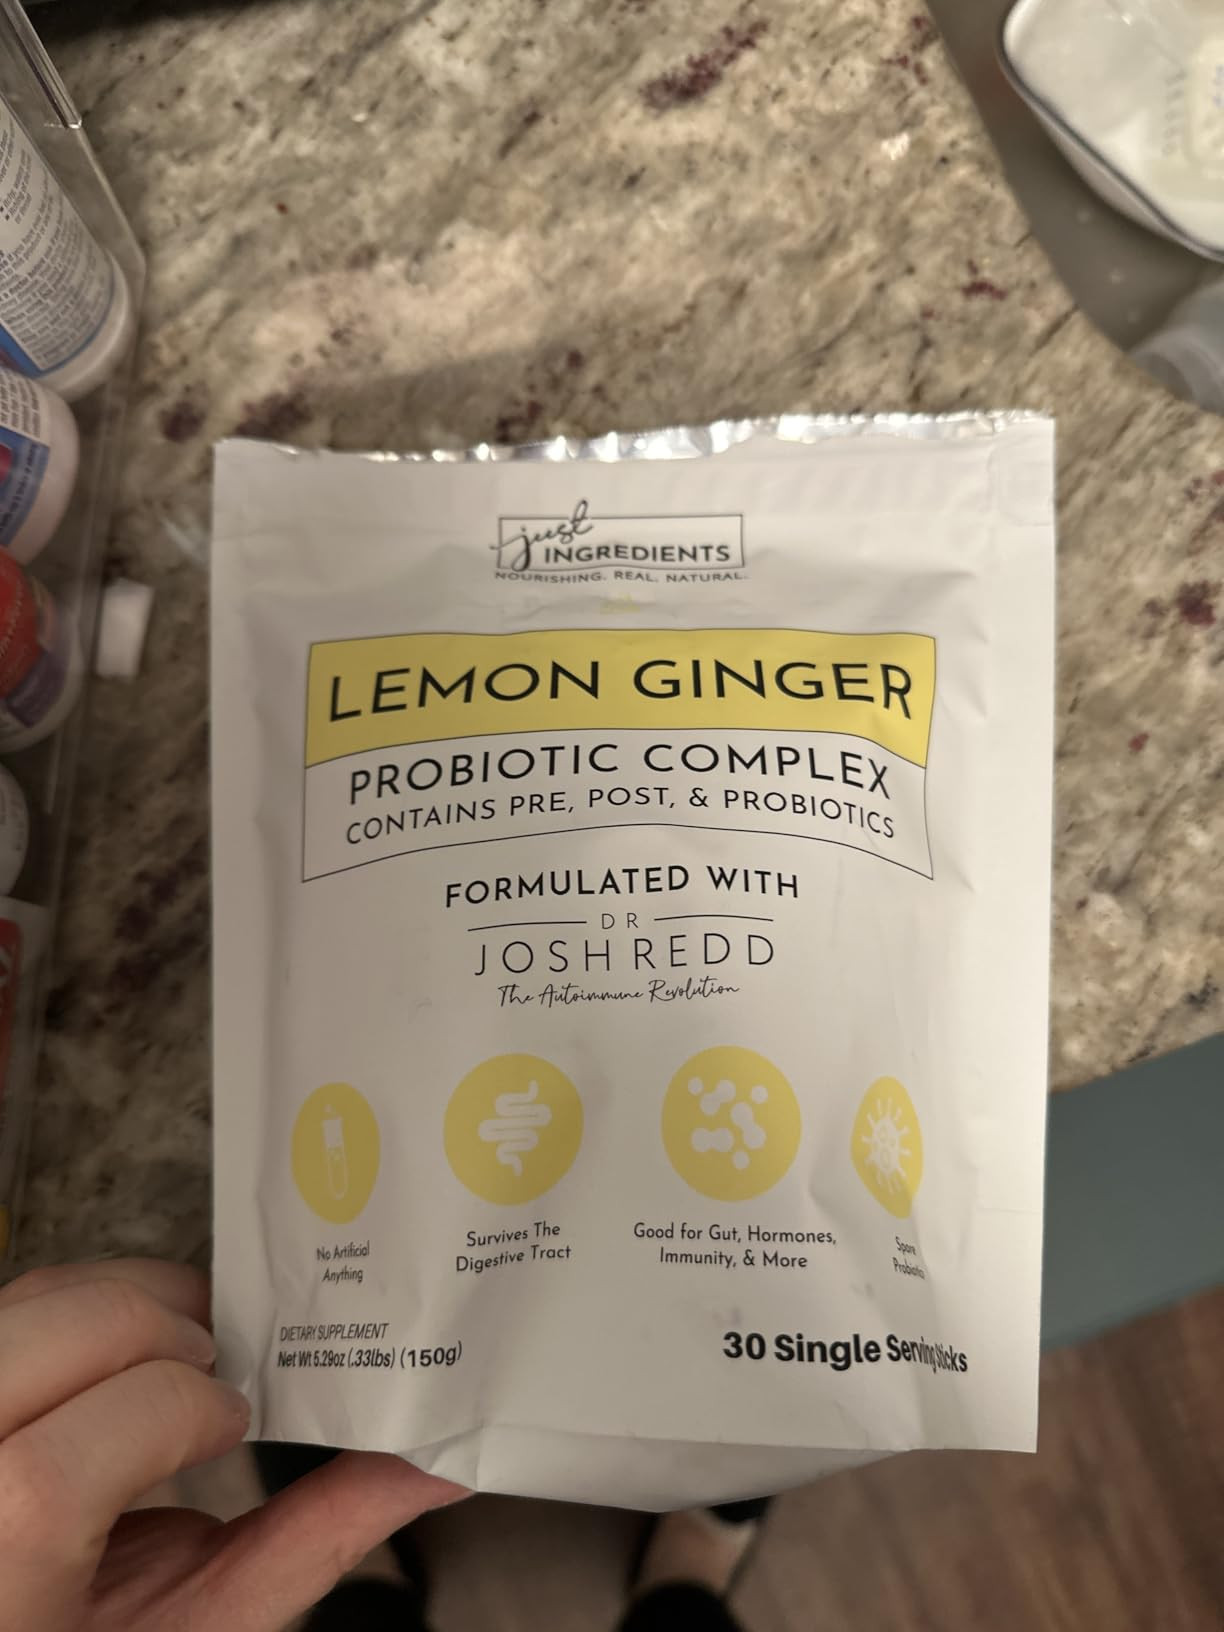 just
INGREDIENTS
NOURISHING. REAL. NATURAL.
LEMON GINGER
PROBIOTIC COMPLEX
CONTAINS PRE, POST, & PROBIOTICS
FORMULATED WITH
DR
JOSH REDD
The Autoimmune Revolution
No Artificial
Anything
Survives The
Digestive Tract
Good for Gut, Hormones,
Immunity, & More
Spore
Probiotic
DIETARY SUPPLEMENT
Net Wt 5.29oz (.33lbs) (150g)
30 Single Serving Sticks